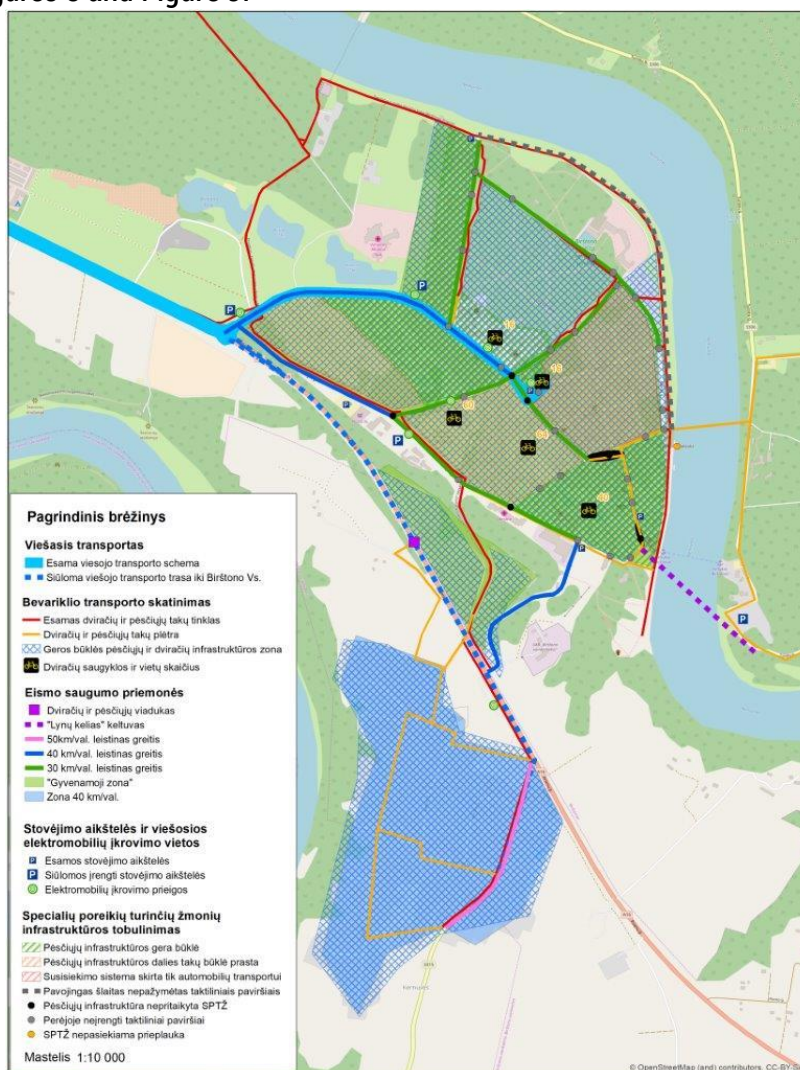 Pagrindinis brėžinys
Viešasis transportas
Esama viesojo transporto schema
Siūloma viešojo transporto trasa iki Birštono Vs.
Bevariklio transporto skatinimas
Esamas dviračių ir pėsčiųjų takų tinklas
Dviračių ir pėsčiųjų takų plėtra
Geros būklės pėsčiųjų ir dviračių infrastruktūros zona
Dviračių saugyklos ir vietų skaičius
Eismo saugumo priemonės
Dviračių ir pėsčiųjų viadukas
"Lynų kelias" keltuvas
50km/val. leistinas greitis
40 km/val. leistinas greitis
30 km/val. leistinas greitis
"Gyvenamoji zona"
Zona 40 km/val.
Stovėjimo aikštelės ir viešosios
elektromobilių įkrovimo vietos
P Esamos stovėjimo aikštelės
P Siūlomos įrengti stovėjimo aikštelės
Elektromobilių įkrovimo prieigos
Specialių poreikių turinčių žmonių
infrastruktūros tobulinimas
Pėsčiųjų infrastruktūros gera būklė
Pėsčiųjų infrastruktūros dalies takų būklė prasta
Susisiekimo sistema skirta tik automobilių transportui
Pavojingas šlaitas nepažymėtas taktiliniais paviršiais
Pėsčiųjų infrastruktūra nepritaikyta SPTŽ
Perėjoje neįrengti taktiliniai paviršiai
SPTŽ nepasiekiama prieplauka
Mastelis 1:10 000
P
P
P
P
P
P
© OpenStreetMap (and) contributors, CC-BY-S